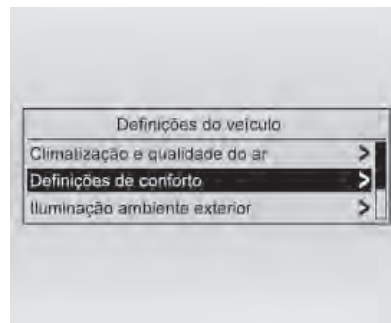 Definições do veículo
Climatização e qualidade do ar >
Definições de conforto >
Iluminação ambiente exterior >